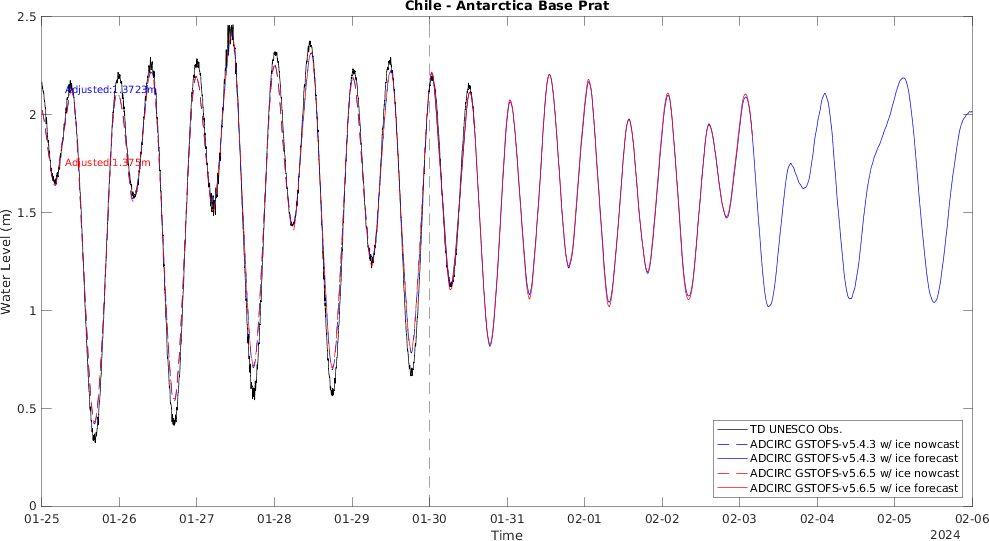 Chile - Antarctica Base Prat
2.5
2
1.5
1
0.5
0
Water Level (m)
Adjusted:1.3723m
Adjusted:1.375m
TD UNESCO Obs.
ADCIRC GSTOFS-v5.4.3 w/ ice nowcast
ADCIRC GSTOFS-v5.4.3 w/ ice forecast
ADCIRC GSTOFS-v5.6.5 w/ ice nowcast
ADCIRC GSTOFS-v5.6.5 w/ ice forecast
01-25 01-26 01-27 01-28 01-29 01-30 01-31 02-01 02-02 02-03 02-04 02-05 02-06
Time
2024